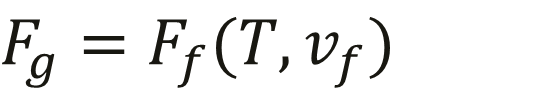 F_g = F_f(T, v_f)